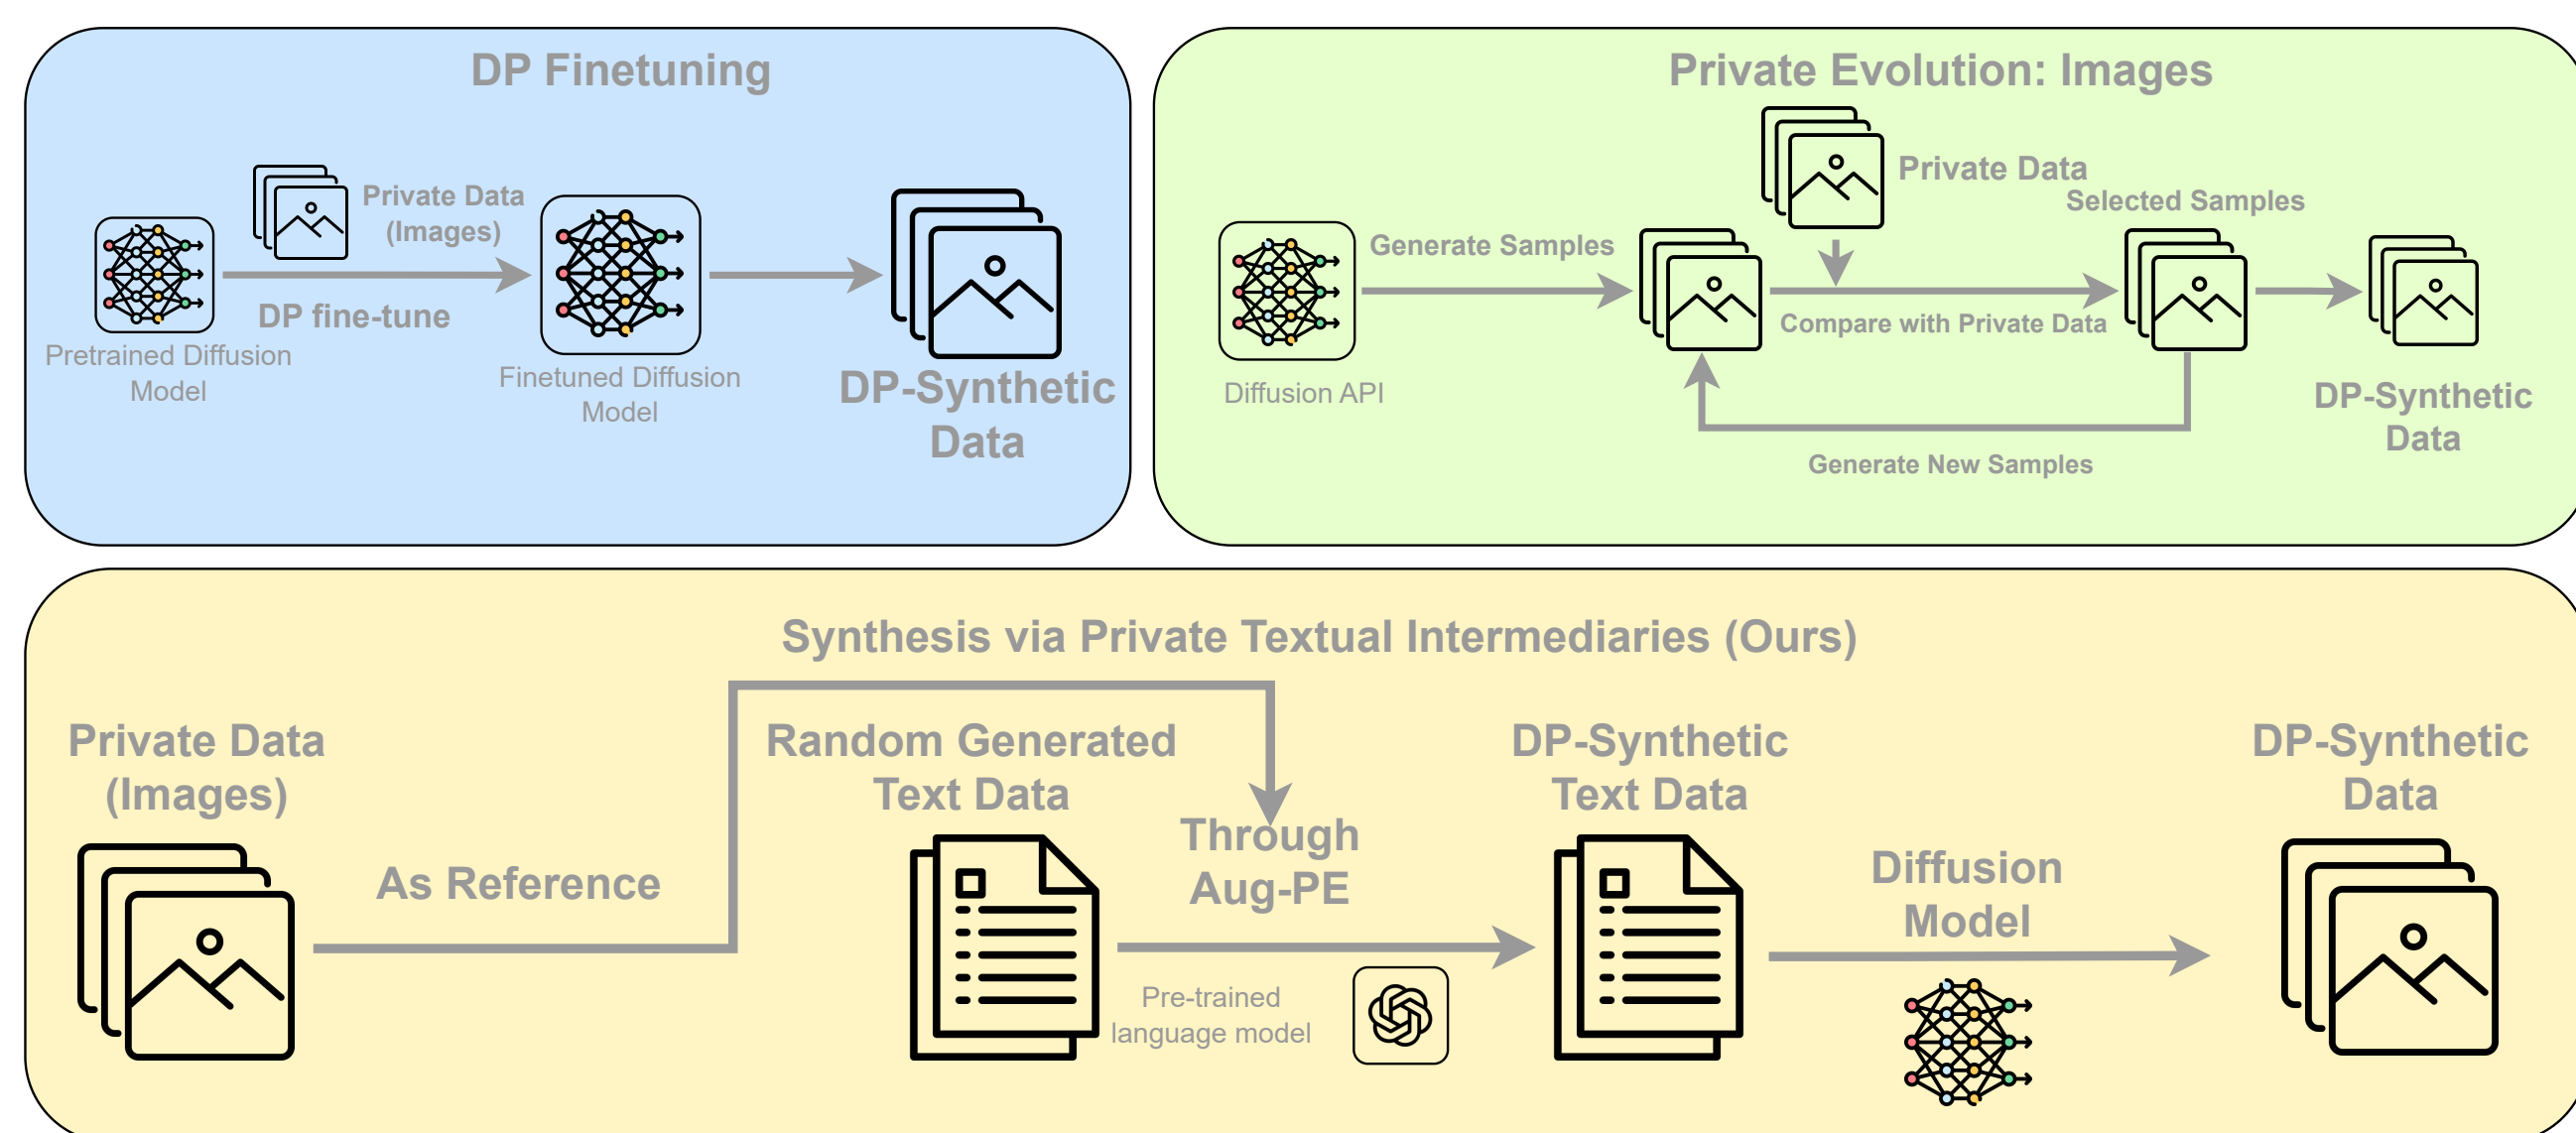 DP Finetuning
Private Data
(Images)
DP fine-tune
Pretrained Diffusion
Model
Finetuned Diffusion
Model
DP-Synthetic
Data
Private Evolution: Images
Private Data
Selected Samples
Generate Samples
Compare with Private Data
Diffusion API
DP-Synthetic
Data
Generate New Samples
Synthesis via Private Textual Intermediaries (Ours)
Private Data
(Images)
As Reference
Random Generated
Text Data
Through
Aug-PE
Pre-trained
language model
DP-Synthetic
Text Data
Diffusion
Model
DP-Synthetic
Data